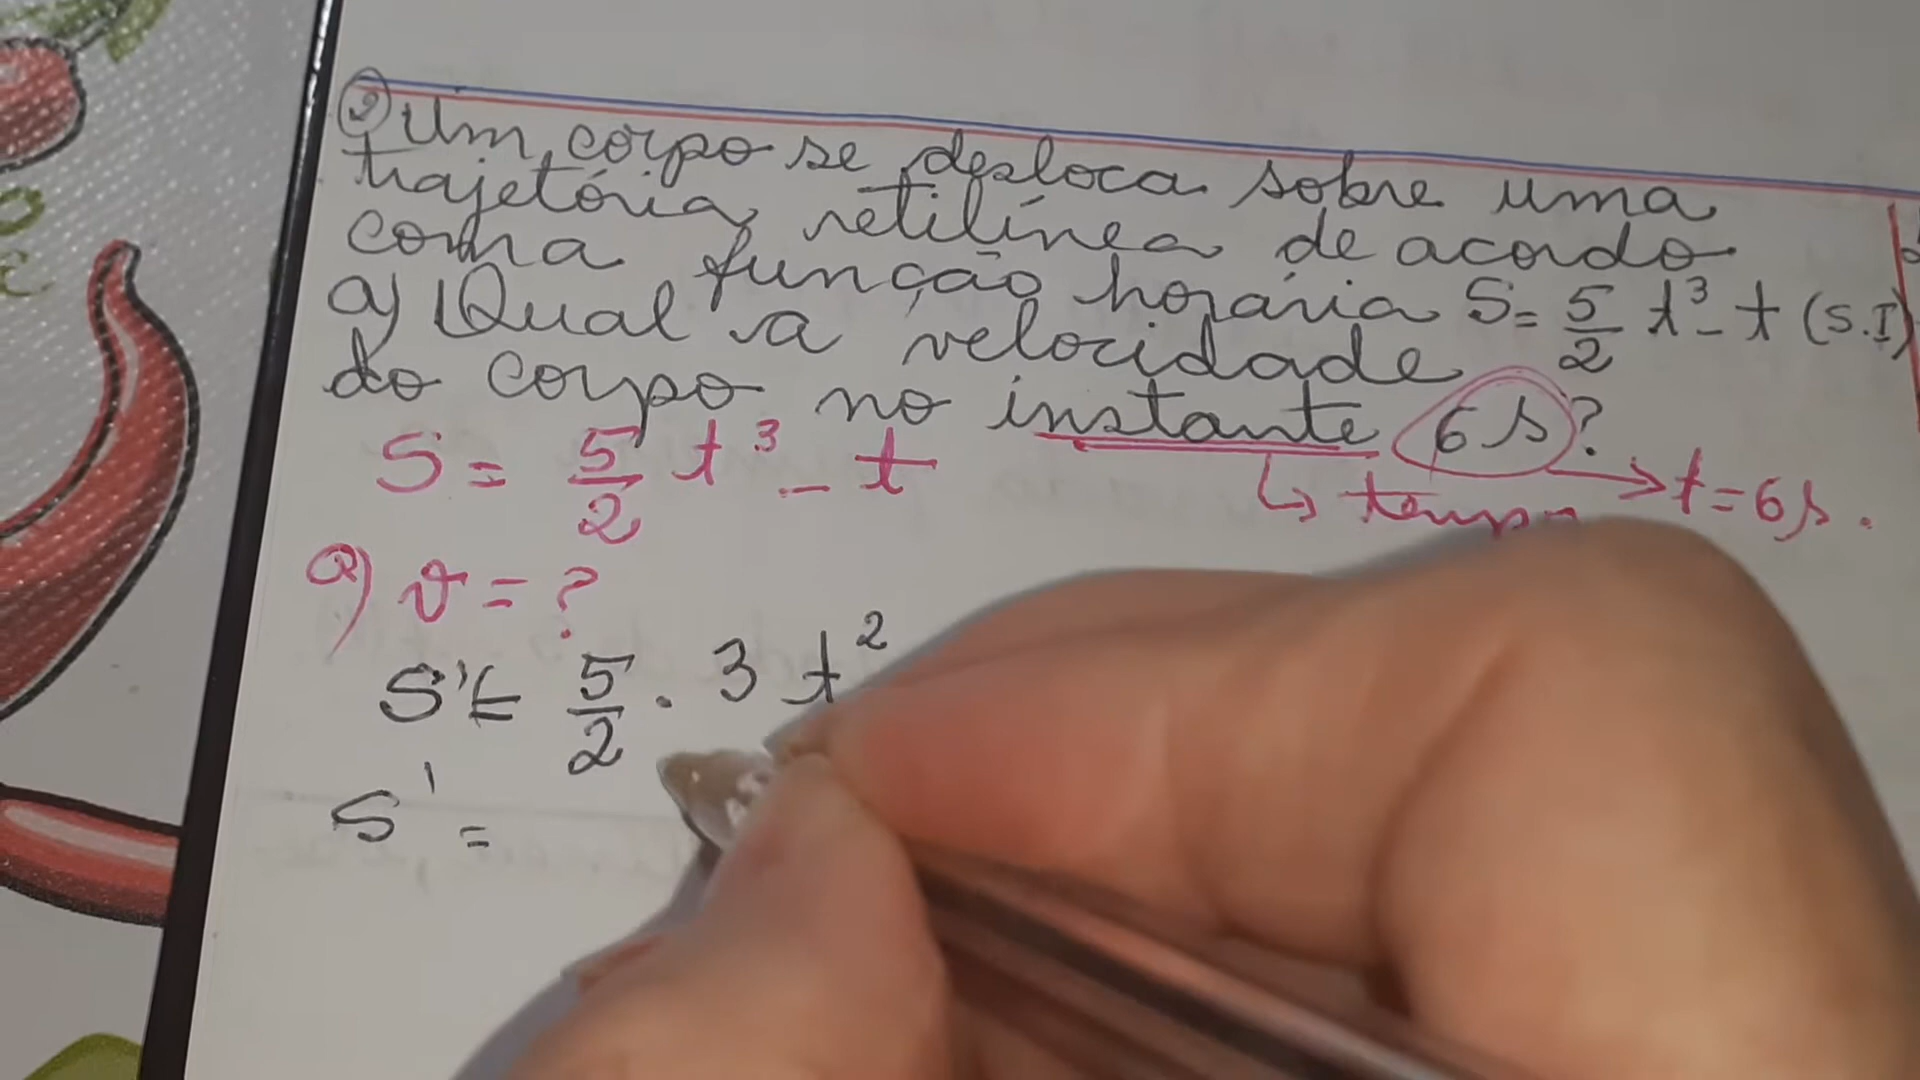 2) Um corpo se desloca sobre uma
trajetória retilínea de acordo
com a função horária S = 5/2 t³ - t (S.I)
a) Qual a velocidade
do corpo no instante 6 s?
S = 5/2 t³ - t
↳ tempo → t = 6s.
a) v = ?
S' = 5/2 . 3 t²
S' =